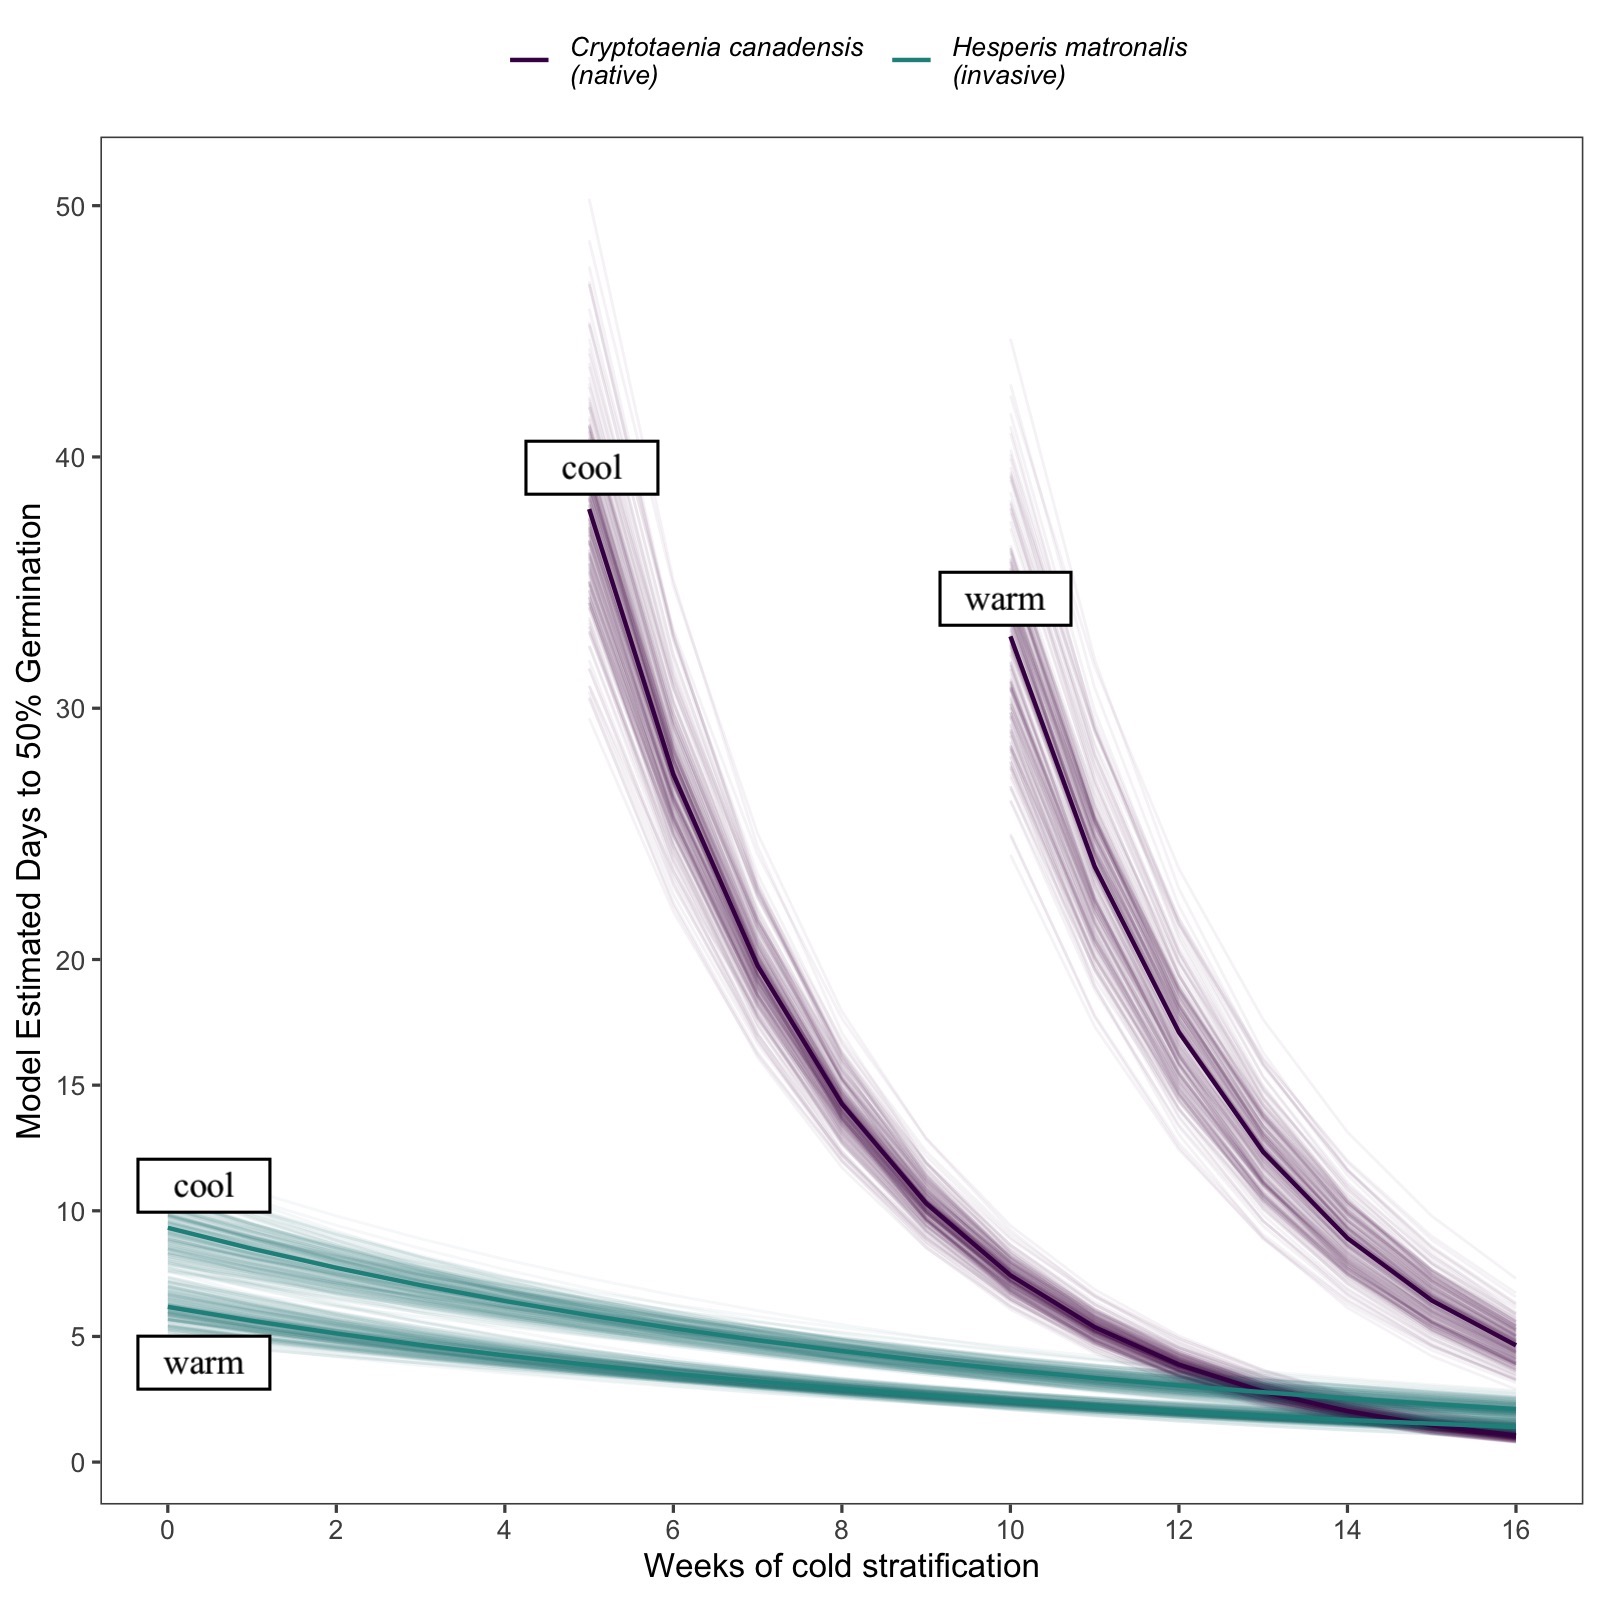 Cryptotaenia canadensis
(native)
Hesperis matronalis
(invasive)
Model Estimated Days to 50% Germination
50
40
30
20
15
10
5
0
cool
warm
cool
warm
0 2 4 6 8 10 12 14 16
Weeks of cold stratification